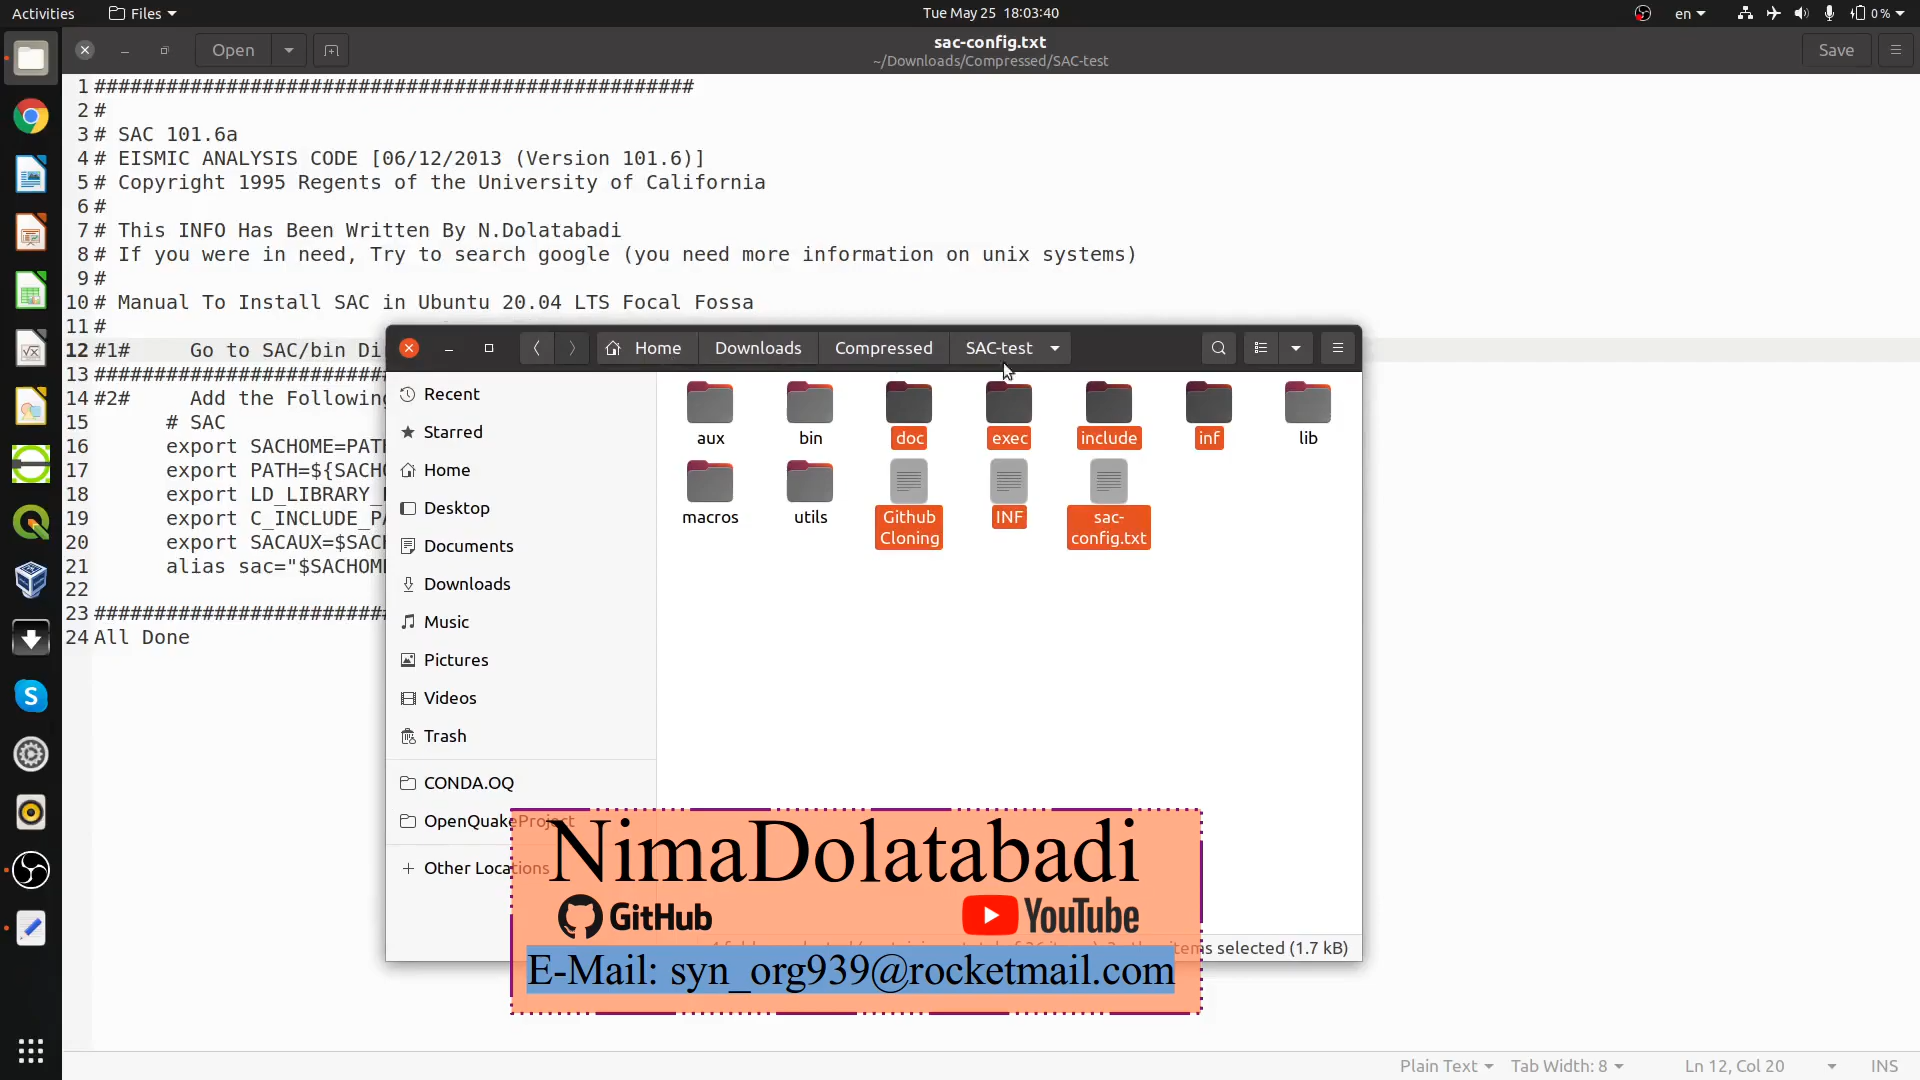 Activities
Files
Tue May 25 18:03:40
en
0 %
Open
sac-config.txt
~/Downloads/Compressed/SAC-test
Save
1 ####################################################
2 #
3 # SAC 101.6a
4 # EISMIC ANALYSIS CODE [06/12/2013 (Version 101.6)]
5 # Copyright 1995 Regents of the University of California
6 #
7 # This INFO Has Been Written By N.Dolatabadi
8 # If you were in need, Try to search google (you need more information on unix systems)
9 #
10 # Manual To Install SAC in Ubuntu 20.04 LTS Focal Fossa
11 #
12 #1# Go to SAC/bin
13 #########################
14 #2# Add the Following
15 # SAC
16 export SACHOME=PATH
17 export PATH=${SACHO
18 export LD_LIBRARY_
19 export C_INCLUDE_PA
20 export SACAUX=$SACH
21 alias sac="$SACHOME
22
23 #########################
24 All Done
Home
Downloads
Compressed
SAC-test
Recent
Starred
Home
Desktop
Documents
Downloads
Music
Pictures
Videos
Trash
CONDA.OQ
OpenQuakeProject
Other Locations
aux
bin
doc
exec
include
inf
lib
macros
utils
Github
Cloning
INF
sac-
config.txt
items selected (1.7 kB)
NimaDolatabadi
GitHub
YouTube
E-Mail: syn_org939@rocketmail.com
Plain Text
Tab Width: 8
Ln 12, Col 20
INS